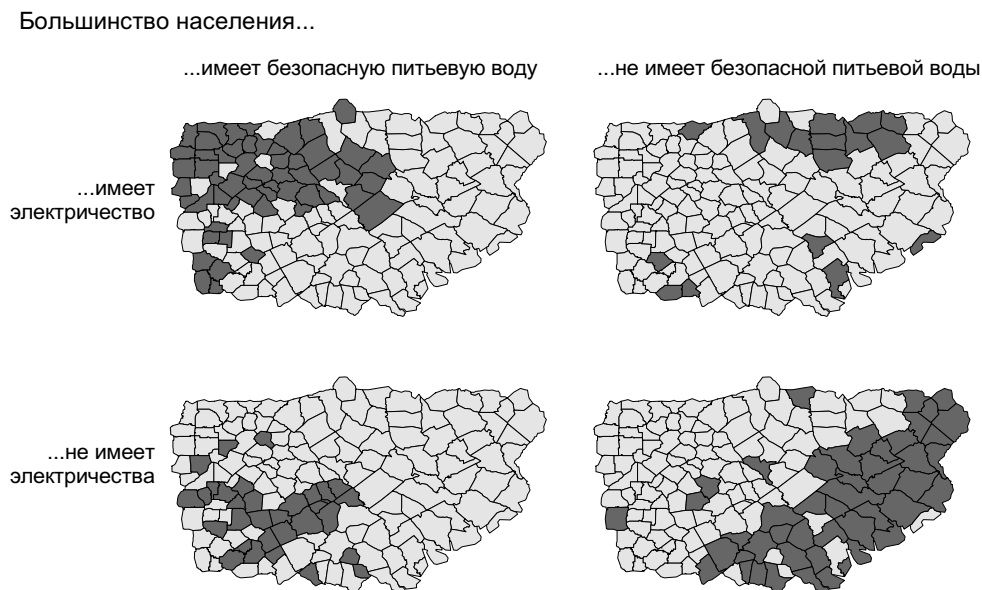 Большинство населения...
...имеет безопасную питьевую воду
...не имеет безопасной питьевой воды
...имеет
электричество
...не имеет
электричества